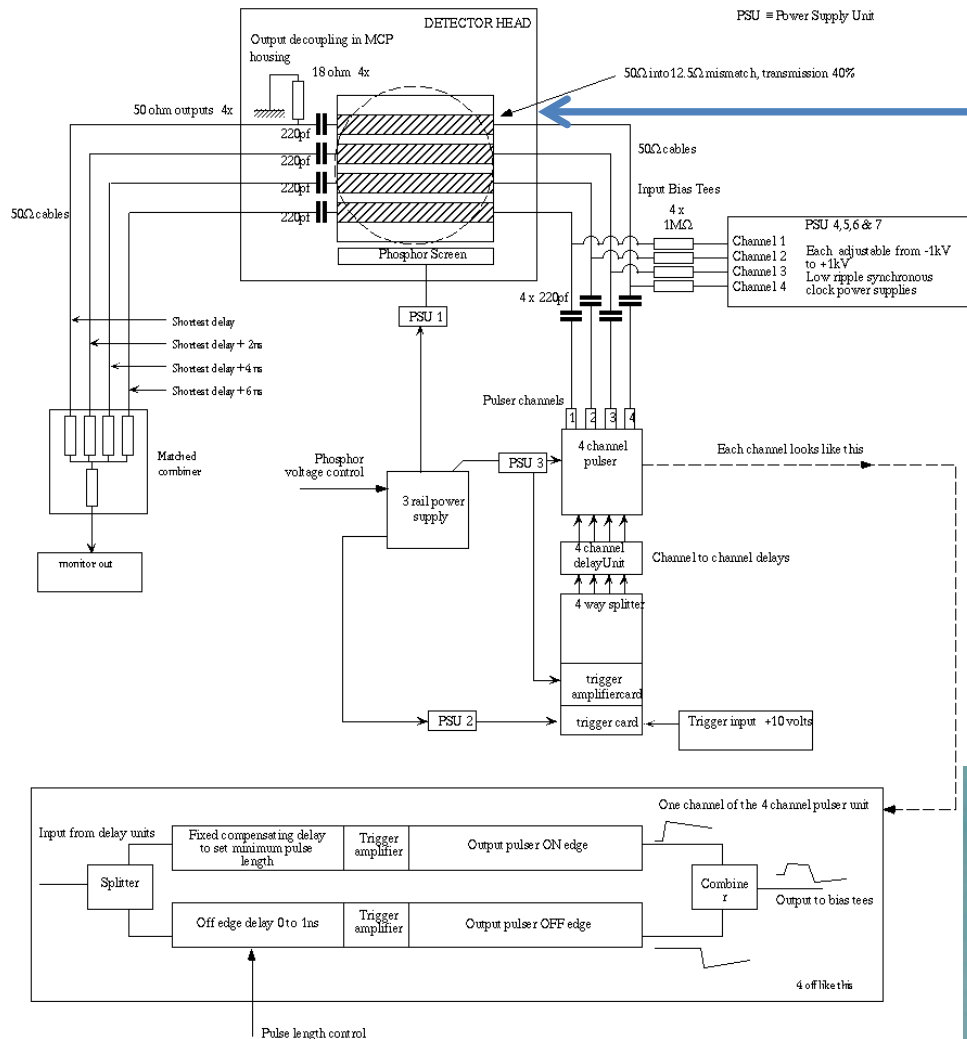 DETECTOR HEAD
PSU ≡ Power Supply Unit
Output decoupling in MCP
housing
18 ohm 4x
50Ω into 12.5Ω mismatch, transmission 40%
50 ohm outputs 4x
220pf
220pf
220pf
220pf
50Ω cables
50Ω cables
Input Bias Tees
4 x
1MΩ
Phosphor Screen
PSU 4,5,6 & 7
Channel 1
Channel 2
Channel 3
Channel 4
Each adjustable from -1kV
to +1kV
Low ripple synchronous
clock power supplies
4 x 220pf
PSU 1
Shortest delay
Shortest delay + 2ns
Shortest delay +4 ns
Shortest delay +6ns
Pulser channels
1 2 3 4
Matched
combiner
monitor out
Phosphor
voltage control
3 rail power
supply
PSU 3
4 channel
pulser
Each channel looks like this
4 channel
delayUnit
Channel to channel delays
4 way splitter
trigger
amplifiercard
PSU 2
trigger card
Trigger input +10 volts
One channel of the 4 channel pulser unit
Input from delay units
Splitter
Fixed compensating delay
to set minimum pulse
length
Trigger
amplifier
Output pulser ON edge
Combine
r
Output to bias tees
Off edge delay 0 to 1ns
Trigger
amplifier
Output pulser OFF edge
4 off like this
Pulse length control